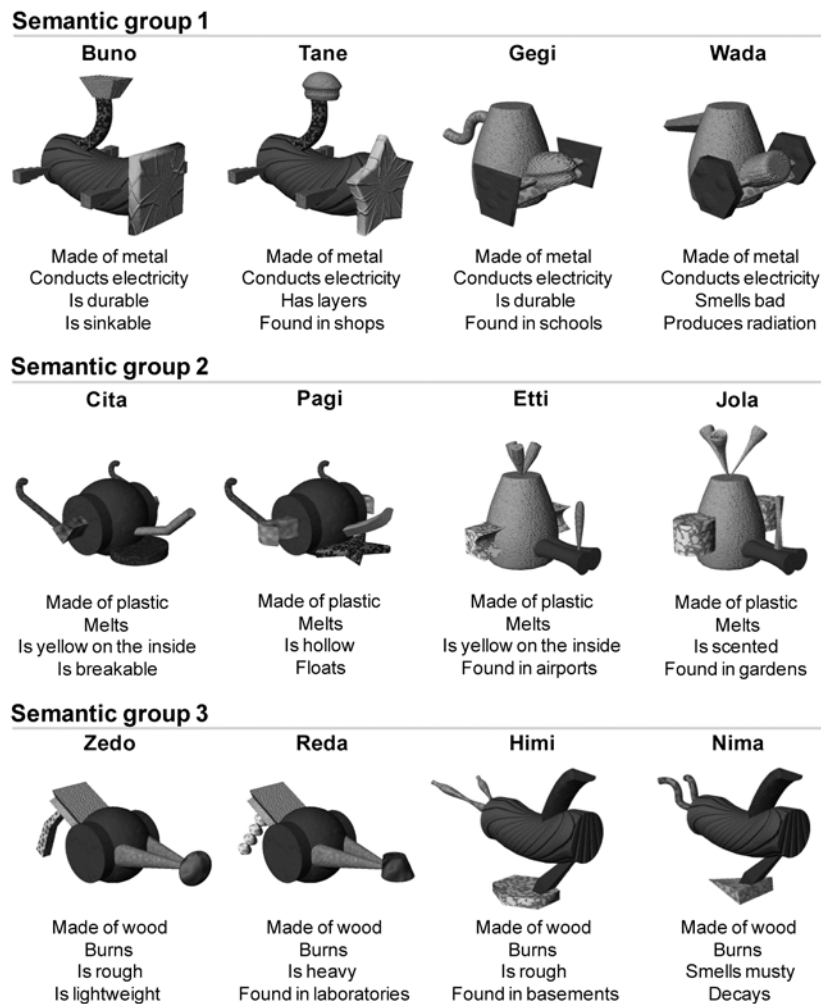 Semantic group 1
Buno Tane Gegi Wada
Made of metal Made of metal Made of metal Made of metal
Conducts electricity Conducts electricity Conducts electricity Conducts electricity
Is durable Has layers Is durable Smells bad
Is sinkable Found in shops Found in schools Produces radiation
Semantic group 2
Cita Pagi Etti Jola
Made of plastic Made of plastic Made of plastic Made of plastic
Melts Melts Melts Melts
Is yellow on the inside Is hollow Is yellow on the inside Is scented
Is breakable Floats Found in airports Found in gardens
Semantic group 3
Zedo Reda Himi Nima
Made of wood Made of wood Made of wood Made of wood
Burns Burns Burns Burns
Is rough Is heavy Is rough Smells musty
Is lightweight Found in laboratories Found in basements Decays